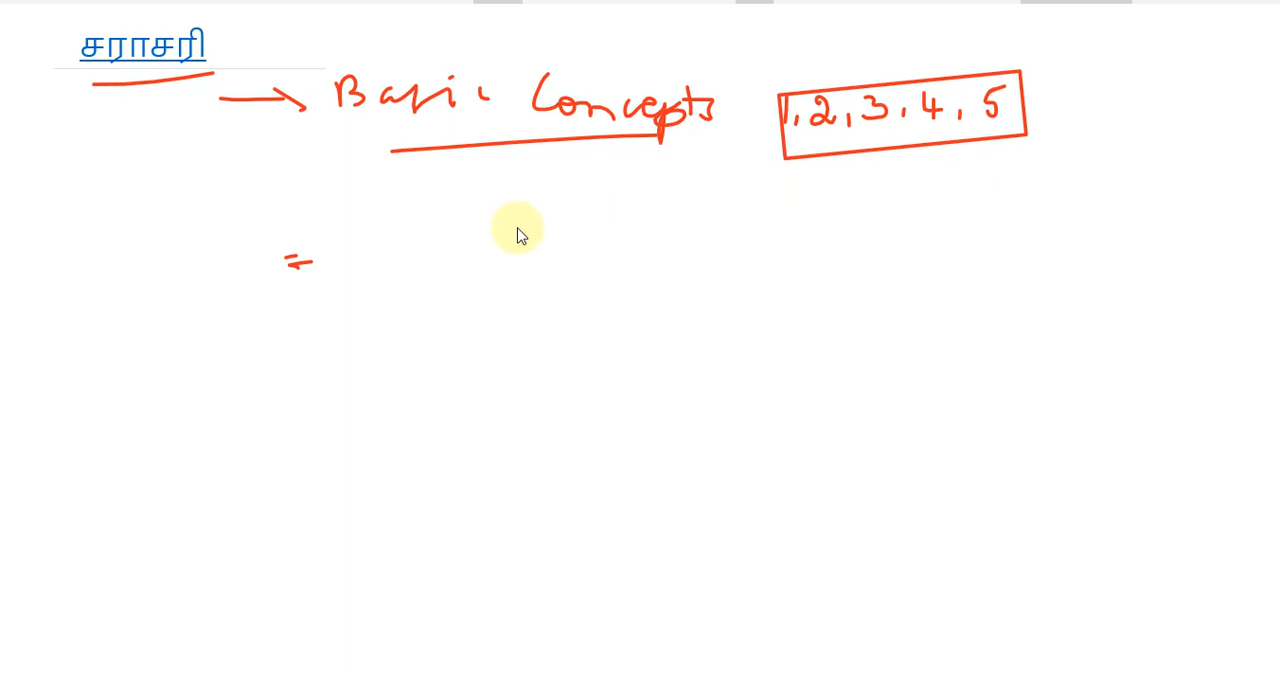 சராசரி
→ Basic Concepts 1, 2, 3, 4, 5
=